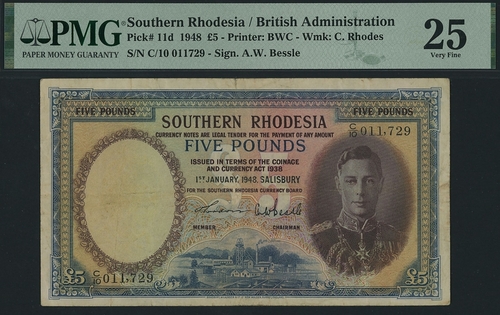 PMG
PAPER MONEY GUARANTY
Southern Rhodesia / British Administration
Pick# 11d 1948 £5 - Printer: BWC - Wmk: C. Rhodes
S/N C/10 011729 - Sign. A.W. Bessle
25
Very Fine
FIVE POUNDS
FIVE POUNDS
SOUTHERN RHODESIA
CURRENCY NOTES ARE LEGAL TENDER FOR THE PAYMENT OF ANY AMOUNT
C/10 011,729
FIVE POUNDS
ISSUED IN TERMS OF THE COINAGE
AND CURRENCY ACT 1938
1ST JANUARY, 1948, SALISBURY
FOR THE SOUTHERN RHODESIA CURRENCY BOARD
A W Bessle
MEMBER
CHAIRMAN
C/10 011,729
£5
£5